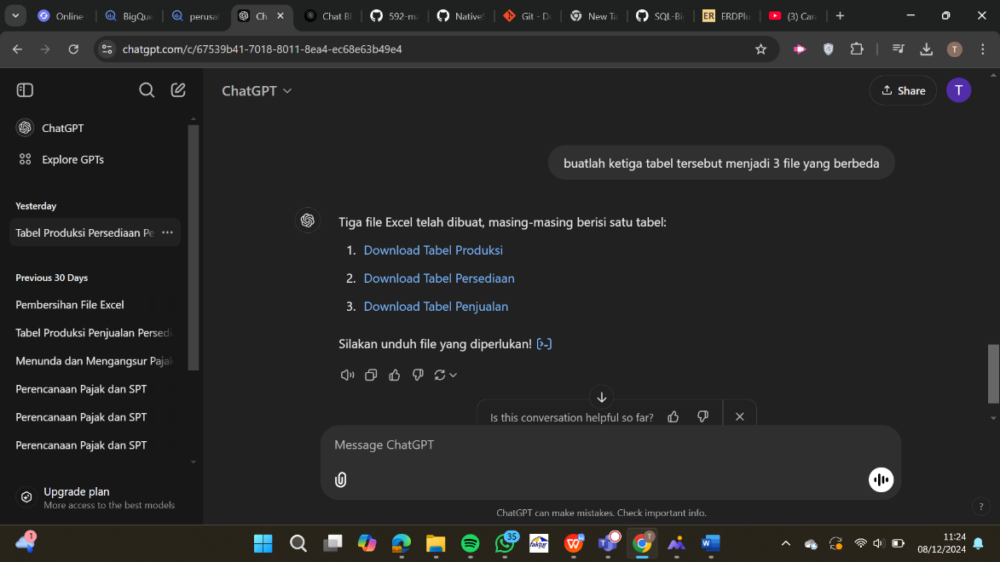 Online
BigQue
perusal
Ch
Chat B
592-ma
Native
Git - D
New Ta
SQL-Bi
ER
ERDPlu
(3) Car
chatgpt.com/c/67539b41-7018-8011-8ea4-ec68e63b49e4
T
ChatGPT
Share
T
ChatGPT
Explore GPTs
Yesterday
Tabel Produksi Persediaan Pe
Previous 30 Days
Pembersihan File Excel
Tabel Produksi Penjualan Persedi
Menunda dan Mengangsur Pajak
Perencanaan Pajak dan SPT
Perencanaan Pajak dan SPT
Perencanaan Pajak dan SPT
Upgrade plan
More access to the best models
buatlah ketiga tabel tersebut menjadi 3 file yang berbeda
Tiga file Excel telah dibuat, masing-masing berisi satu tabel:
1. Download Tabel Produksi
2. Download Tabel Persediaan
3. Download Tabel Penjualan
Silakan unduh file yang diperlukan! [>-]
Is this conversation helpful so far?
Message ChatGPT
ChatGPT can make mistakes. Check important info.
?
1
35
faktur
T
11:24
08/12/2024